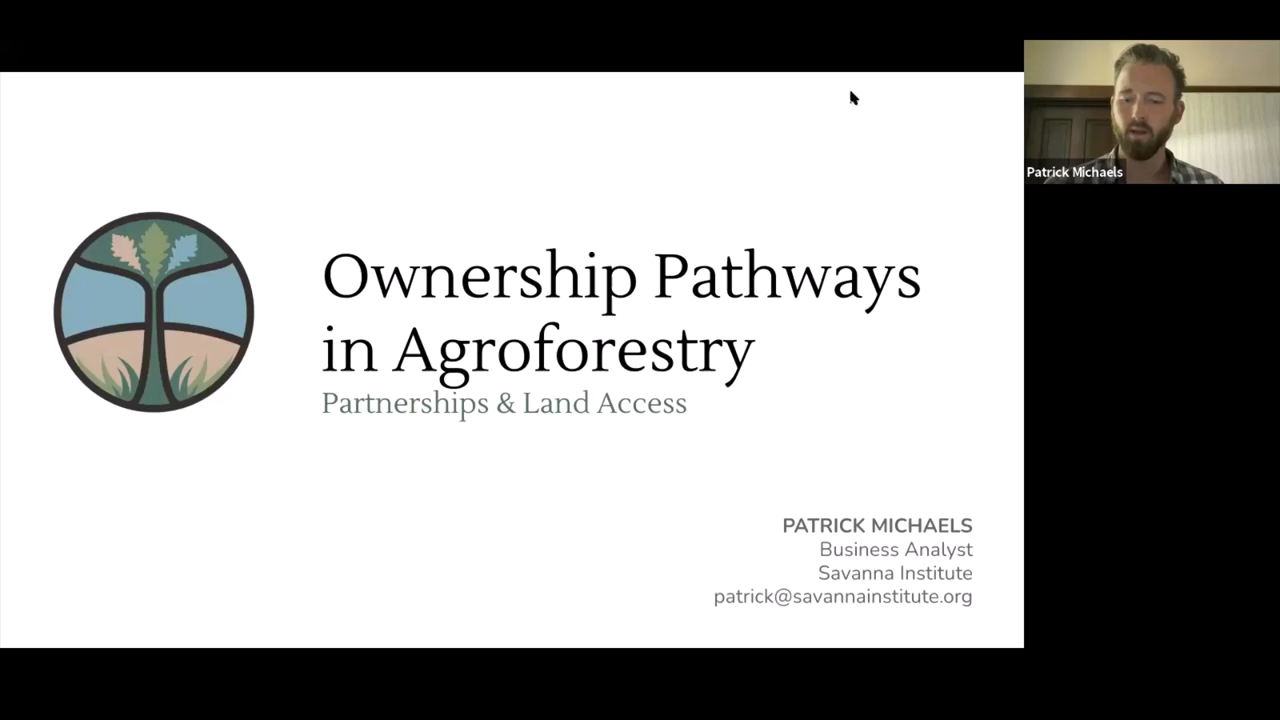 Ownership Pathways
in Agroforestry
Partnerships & Land Access
PATRICK MICHAELS
Business Analyst
Savanna Institute
patrick@savannainstitute.org
Patrick Michaels